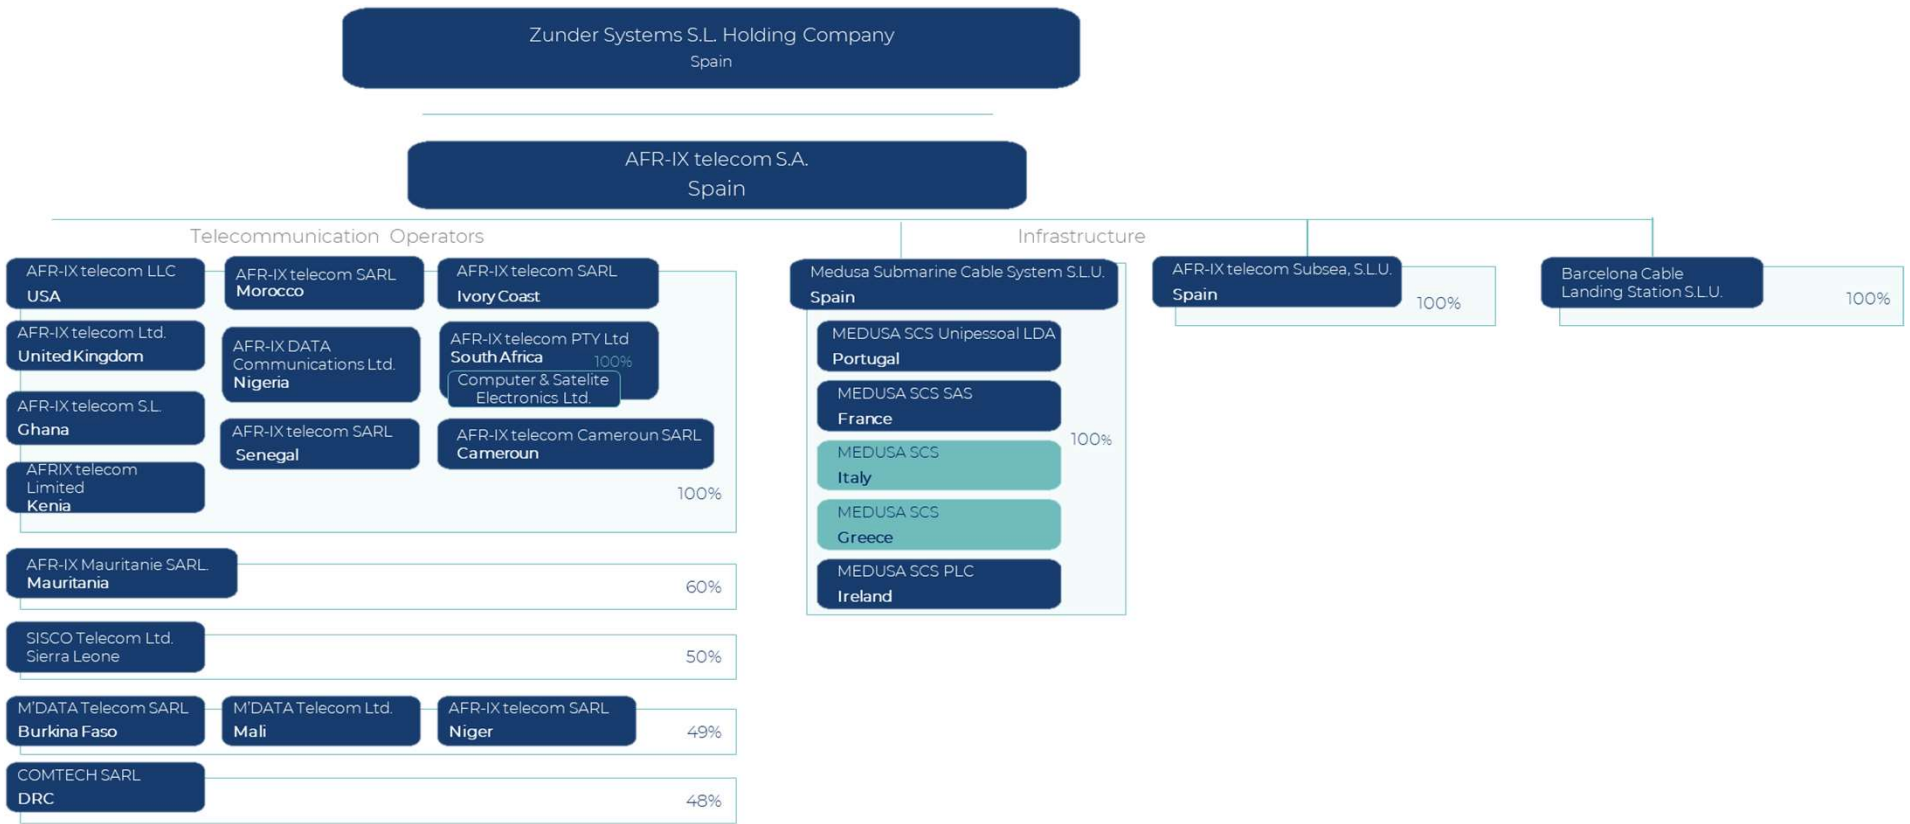 Zunder Systems S.L. Holding Company
Spain
AFR-IX telecom S.A.
Spain
Telecommunication Operators
AFR-IX telecom LLC
USA
AFR-IX telecom SARL
Morocco
AFR-IX telecom SARL
Ivory Coast
AFR-IX telecom Ltd.
United Kingdom
AFR-IX DATA
Communications Ltd.
Nigeria
AFR-IX telecom PTY Ltd
South Africa
100%
Computer & Satelite
Electronics Ltd.
AFR-IX telecom S.L.
Ghana
AFR-IX telecom SARL
Senegal
AFR-IX telecom Cameroun SARL
Cameroun
AFRIX telecom
Limited
Kenia
100%
AFR-IX Mauritanie SARL.
Mauritania
60%
SISCO Telecom Ltd.
Sierra Leone
50%
M'DATA Telecom SARL
Burkina Faso
M'DATA Telecom Ltd.
Mali
AFR-IX telecom SARL
Niger
49%
COMTECH SARL
DRC
48%
Infrastructure
Medusa Submarine Cable System S.L.U.
Spain
MEDUSA SCS Unipessoal LDA
Portugal
MEDUSA SCS SAS
France
MEDUSA SCS
Italy
MEDUSA SCS
Greece
MEDUSA SCS PLC
Ireland
100%
AFR-IX telecom Subsea, S.L.U.
Spain
100%
Barcelona Cable
Landing Station S.L.U.
100%